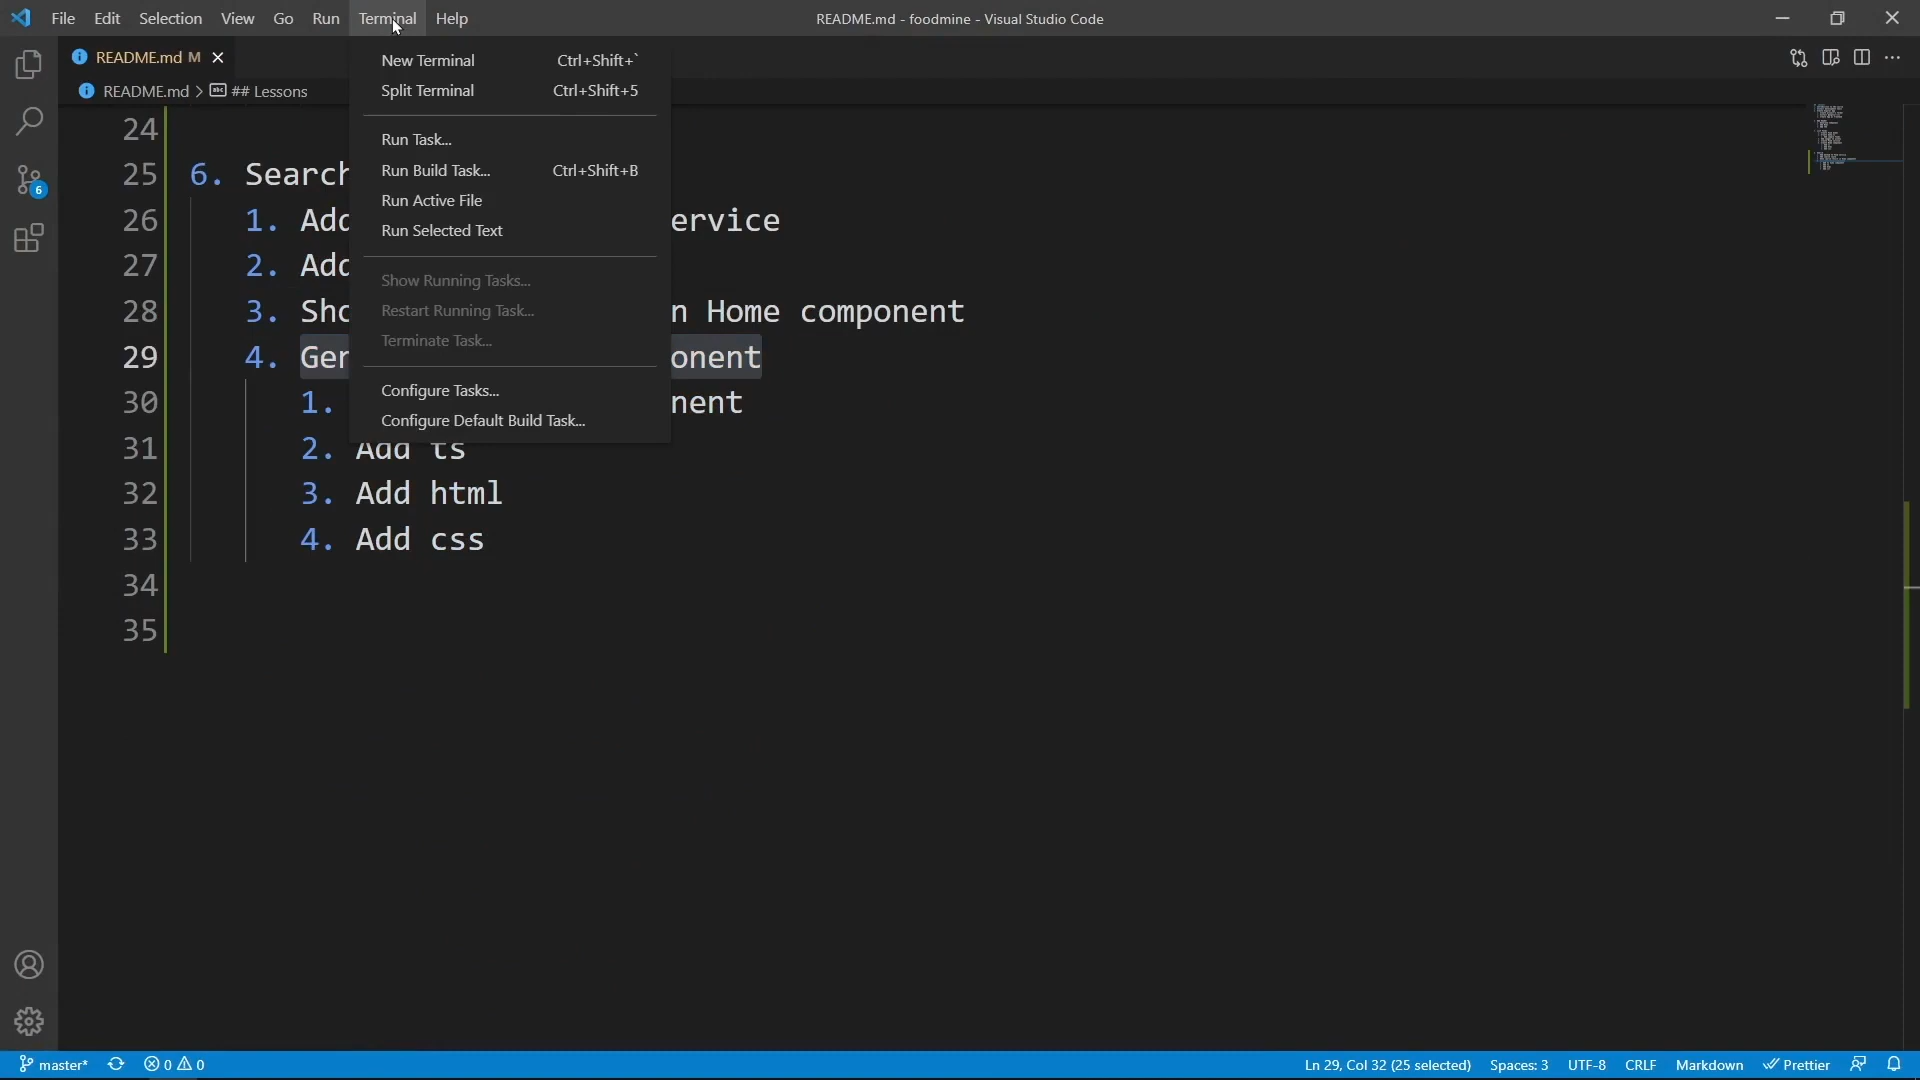 File Edit Selection View Go Run Terminal Help
README.md - foodmine - Visual Studio Code
README.md M
README.md > ## Lessons
New Terminal Ctrl+Shift+`
Split Terminal Ctrl+Shift+5
Run Task...
Run Build Task... Ctrl+Shift+B
Run Active File
Run Selected Text
Show Running Tasks...
Restart Running Task...
Terminate Task...
Configure Tasks...
Configure Default Build Task...
24
25 6. Search
26 1. Add ervice
27 2. Add
28 3. Sho n Home component
29 4. Gen onent
30 1. nent
31 2. Add ts
32 3. Add html
33 4. Add css
34
35
6
master* 0 0 Ln 29, Col 32 (25 selected) Spaces: 3 UTF-8 CRLF Markdown Prettier